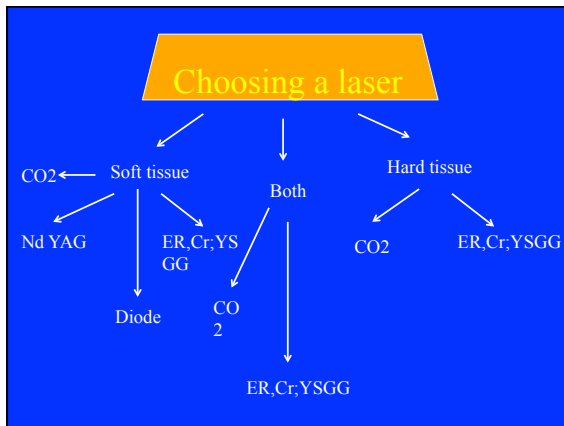 Choosing a laser
Soft tissue
Both
Hard tissue
CO2
Nd YAG
Diode
ER,Cr;YS
GG
CO
2
ER,Cr;YSGG
CO2
ER,Cr;YSGG